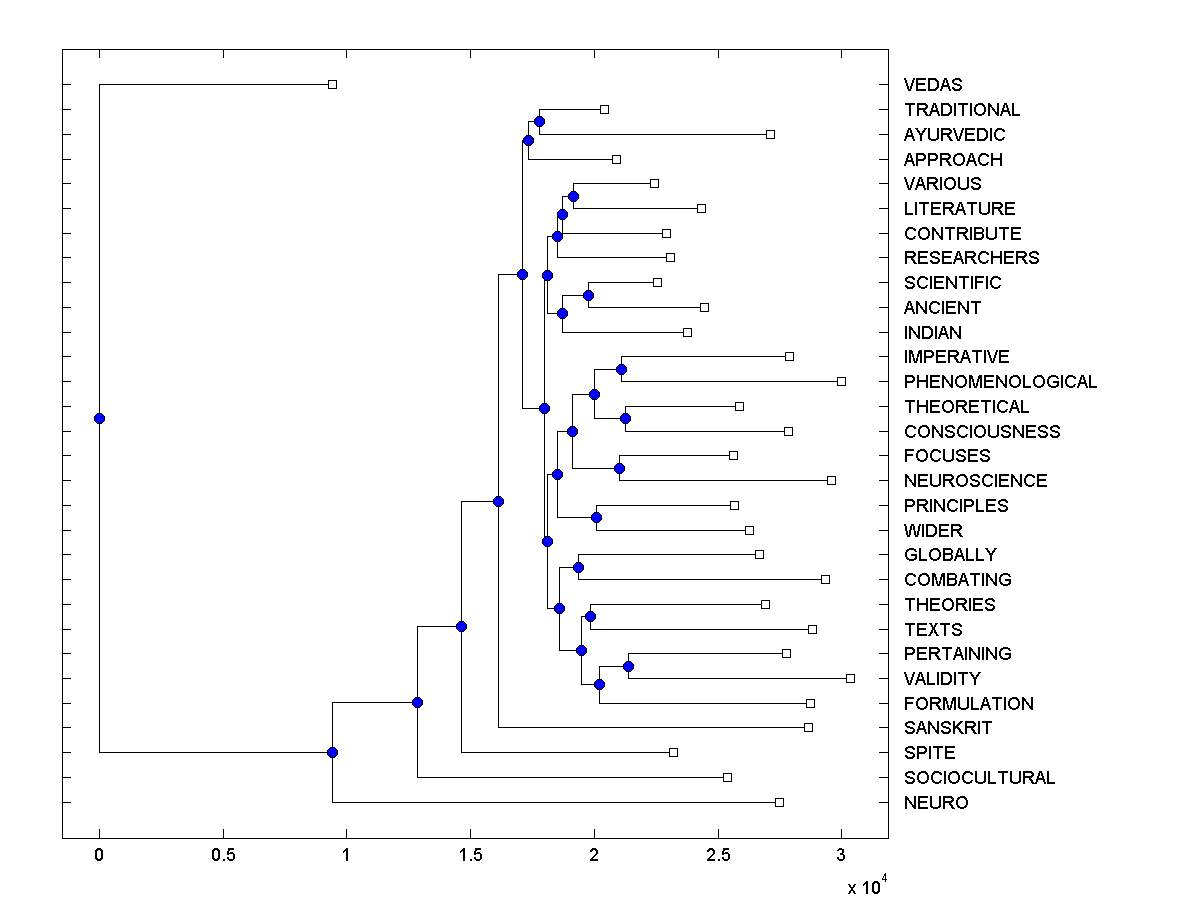 VEDAS
TRADITIONAL
AYURVEDIC
APPROACH
VARIOUS
LITERATURE
CONTRIBUTE
RESEARCHERS
SCIENTIFIC
ANCIENT
INDIAN
IMPERATIVE
PHENOMENOLOGICAL
THEORETICAL
CONSCIOUSNESS
FOCUSES
NEUROSCIENCE
PRINCIPLES
WIDER
GLOBALLY
COMBATING
THEORIES
TEXTS
PERTAINING
VALIDITY
FORMULATION
SANSKRIT
SPITE
SOCIOCULTURAL
NEURO
0 0.5 1 1.5 2 2.5 3
x 10^4